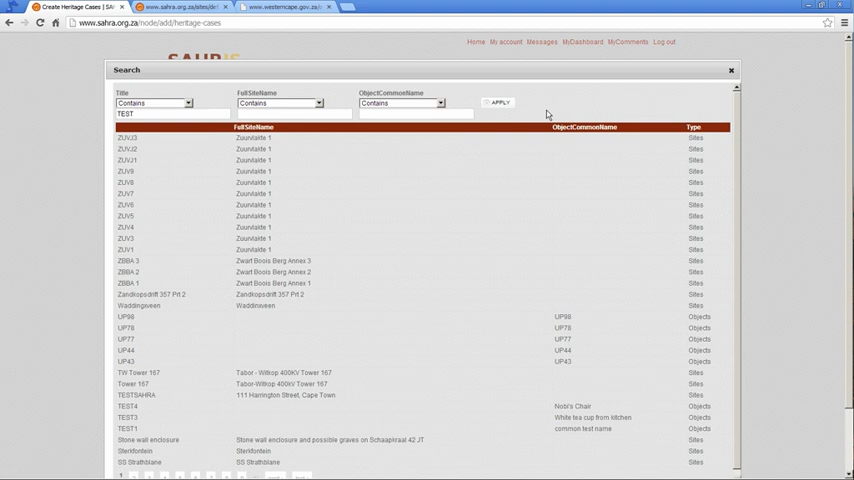 Create Heritage Cases | SA
www.sahra.org.za/sites/de
www.westerncape.gov.za/
www.sahra.org.za/node/add/heritage-cases
Home My account Messages MyDashboard MyComments Log out
Search
Title FullSiteName ObjectCommonName
Contains Contains Contains APPLY
TEST
FullSiteName ObjectCommonName Type
ZUVJ3 Zuurvlakte 1 Sites
ZUVJ2 Zuurvlakte 1 Sites
ZUVJ1 Zuurvlakte 1 Sites
ZUV9 Zuurvlakte 1 Sites
ZUV8 Zuurvlakte 1 Sites
ZUV7 Zuurvlakte 1 Sites
ZUV6 Zuurvlakte 1 Sites
ZUV5 Zuurvlakte 1 Sites
ZUV4 Zuurvlakte 1 Sites
ZUV3 Zuurvlakte 1 Sites
ZUV1 Zuurvlakte 1 Sites
ZBBA 3 Zwart Boois Berg Annex 3 Sites
ZBBA 2 Zwart Boois Berg Annex 2 Sites
ZBBA 1 Zwart Boois Berg Annex 1 Sites
Zandkopsdrift 357 Prt 2 Zandkopsdrift 357 Prt 2 Sites
Waddinxveen Waddinxveen Sites
UP98 UP98 Objects
UP78 UP78 Objects
UP77 UP77 Objects
UP44 UP44 Objects
UP43 UP43 Objects
TW Tower 167 Tabor - Witkop 400KV Tower 167 Sites
Tower 167 Tabor-Witkop 400kV Tower 167 Sites
TESTSAHRA 111 Harrington Street, Cape Town Sites
TEST4 Nobi's Chair Objects
TEST3 White tea cup from kitchen Objects
TEST1 common test name Objects
Stone wall enclosure Stone wall enclosure and possible graves on Schaapkraal 42 JT Sites
Sterkfontein Sterkfontein Sites
SS Strathblane SS Strathblane Sites
1